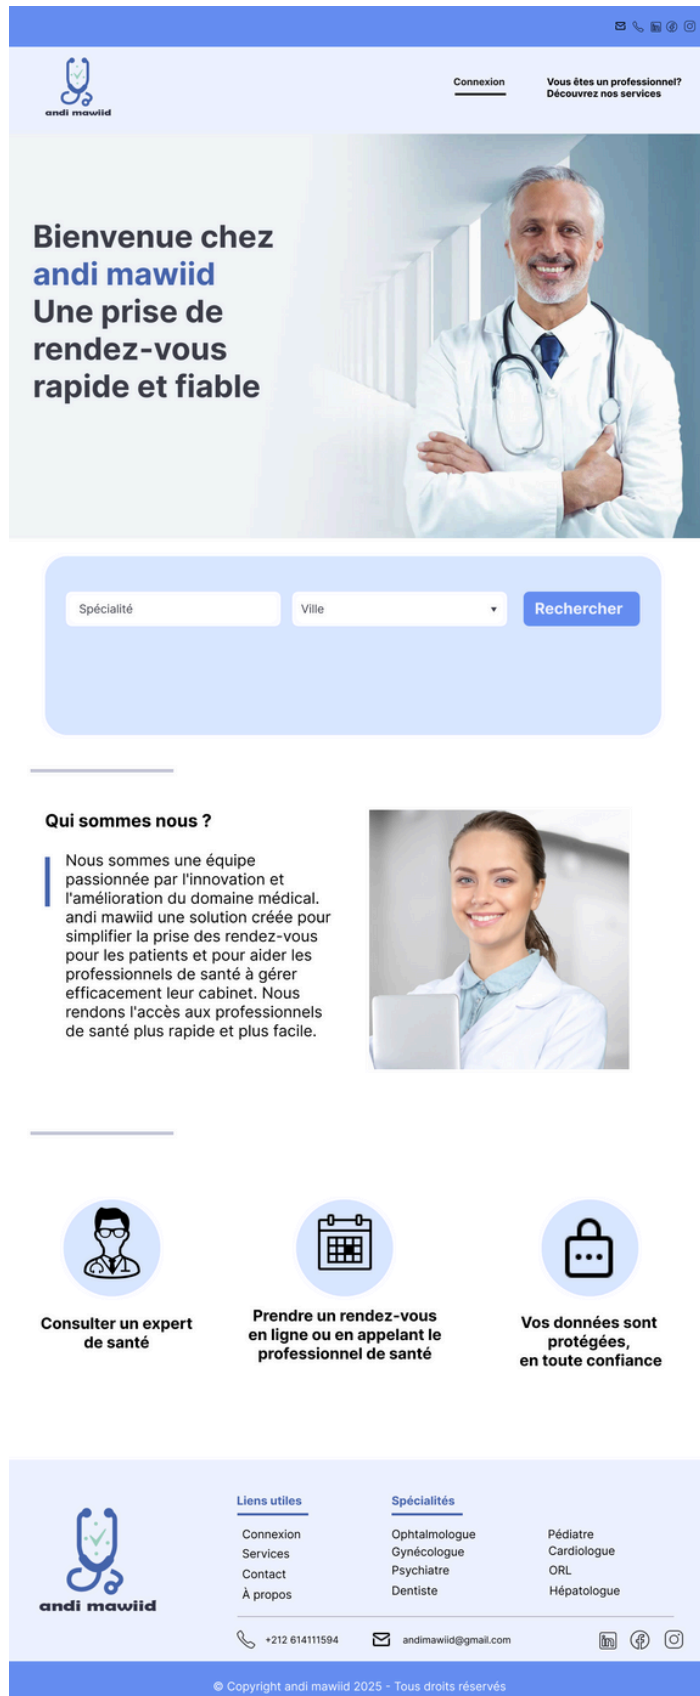 andi mawiid
Connexion
Vous êtes un professionnel?
Découvrez nos services
Bienvenue chez
andi mawiid
Une prise de
rendez-vous
rapide et fiable
Spécialité
Ville
Rechercher
Qui sommes nous ?
Nous sommes une équipe
passionnée par l'innovation et
l'amélioration du domaine médical.
andi mawiid une solution créée pour
simplifier la prise des rendez-vous
pour les patients et pour aider les
professionnels de santé à gérer
efficacement leur cabinet. Nous
rendons l'accès aux professionnels
de santé plus rapide et plus facile.
Consulter un expert
de santé
Prendre un rendez-vous
en ligne ou en appelant le
professionnel de santé
Vos données sont
protégées,
en toute confiance
andi mawiid
Liens utiles
Connexion
Services
Contact
À propos
Spécialités
Ophtalmologue
Gynécologue
Psychiatre
Dentiste
Pédiatre
Cardiologue
ORL
Hépatologue
+212 614111594
andimawiid@gmail.com
© Copyright andi mawiid 2025 - Tous droits réservés